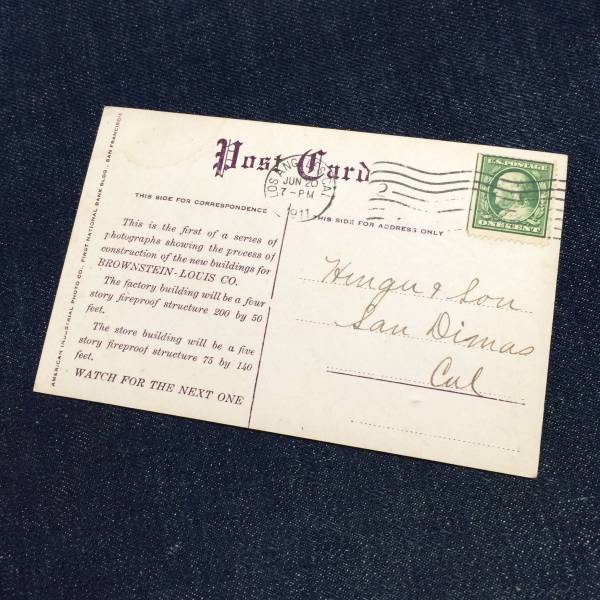 Post Card
THIS SIDE FOR CORRESPONDENCE
THIS SIDE FOR ADDRESS ONLY
This is the first of a series of
photographs showing the process of
construction of the new buildings for
BROWNSTEIN-LOUIS CO.
The factory building will be a four
story fireproof structure 200 by 50
feet.
The store building will be a five
story fireproof structure 75 by 140
feet.
WATCH FOR THE NEXT ONE
AMERICAN INDUSTRIAL PHOTO CO., FIRST NATIONAL BANK BLDG. - SAN FRANCISCO
LOS ANGELES, CAL
JUN 20
7-PM
1911
2
U.S. POSTAGE
ONE CENT
& Son
San Dimas
Cal